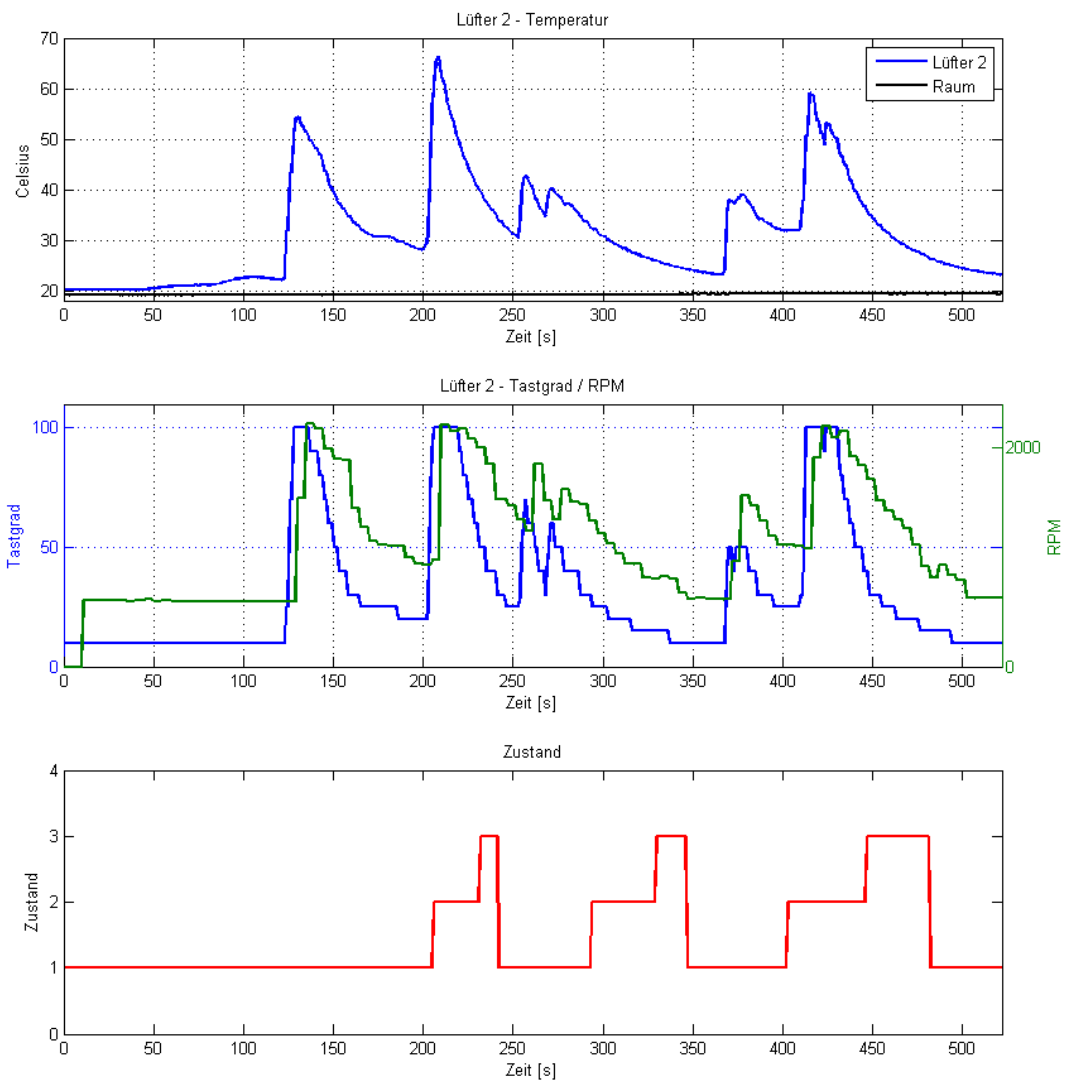 Lüfter 2 - Temperatur
70
60
50
40
30
20
Celsius
Lüfter 2
Raum
0 50 100 150 200 250 300 350 400 450 500
Zeit [s]
Lüfter 2 - Tastgrad / RPM
100
50
0
Tastgrad
2000
0
RPM
0 50 100 150 200 250 300 350 400 450 500
Zeit [s]
Zustand
4
3
2
1
0
Zustand
0 50 100 150 200 250 300 350 400 450 500
Zeit [s]